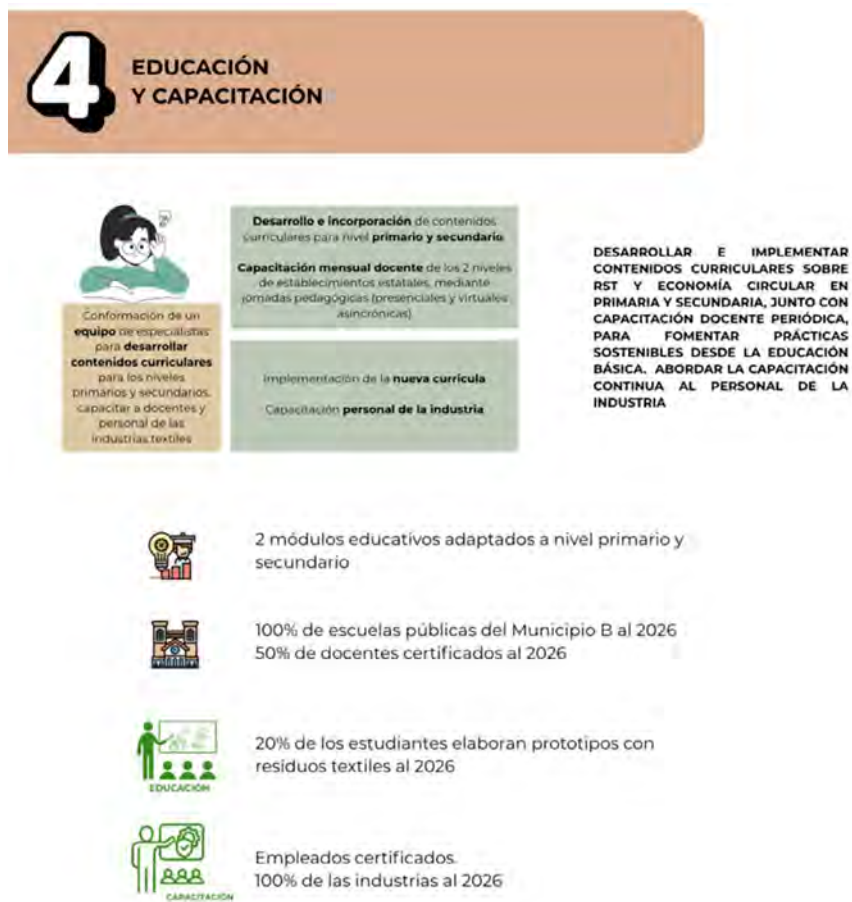 4
EDUCACIÓN
Y CAPACITACIÓN
Conformación de un
equipo de especialistas
para desarrollar
contenidos curriculares
para los niveles
primarios y secundarios,
capacitar a docentes y
personal de las
industrias textiles
Desarrollo e incorporación de contenidos
curriculares para nivel primario y secundario
Capacitación mensual docente de los 2 niveles
de establecimientos estatales, mediante
jornadas pedagógicas (presenciales y virtuales
asincrónicas)
Implementación de la nueva currícula
Capacitación personal de la industria
DESARROLLAR E IMPLEMENTAR
CONTENIDOS CURRICULARES SOBRE
RST Y ECONOMÍA CIRCULAR EN
PRIMARIA Y SECUNDARIA, JUNTO CON
CAPACITACIÓN DOCENTE PERIÓDICA,
PARA FOMENTAR PRÁCTICAS
SOSTENIBLES DESDE LA EDUCACIÓN
BÁSICA. ABORDAR LA CAPACITACIÓN
CONTINUA AL PERSONAL DE LA
INDUSTRIA
2 módulos educativos adaptados a nivel primario y
secundario
100% de escuelas públicas del Municipio B al 2026
50% de docentes certificados al 2026
EDUCACIÓN
20% de los estudiantes elaboran prototipos con
residuos textiles al 2026
CAPACITACIÓN
Empleados certificados.
100% de las industrias al 2026